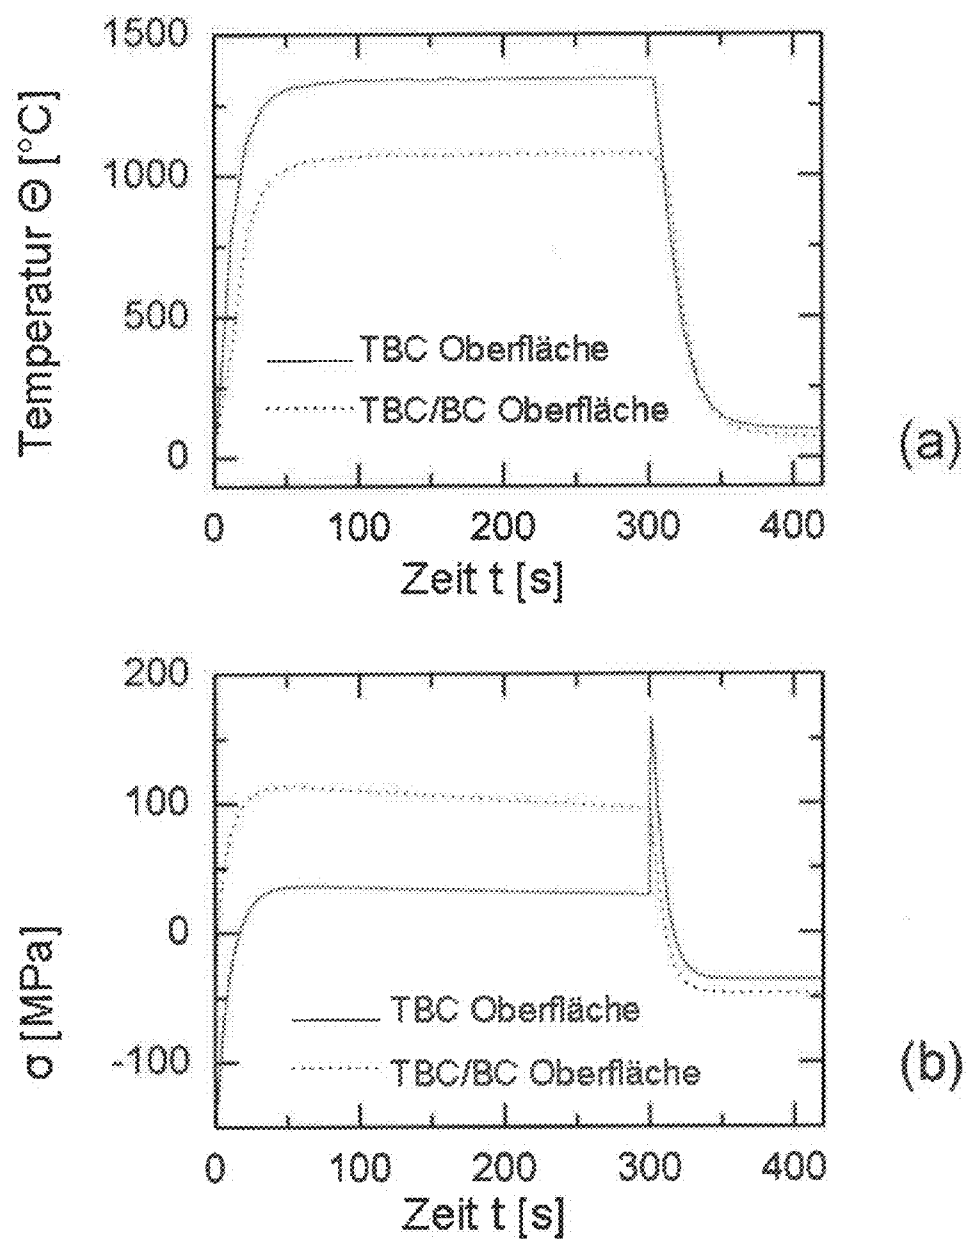 1500
1000
500
0
Temperatur Θ [°C]
TBC Oberfläche
TBC/BC Oberfläche
(a)
0 100 200 300 400
Zeit t [s]
200
100
0
-100
σ [MPa]
TBC Oberfläche
TBC/BC Oberfläche
(b)
0 100 200 300 400
Zeit t [s]